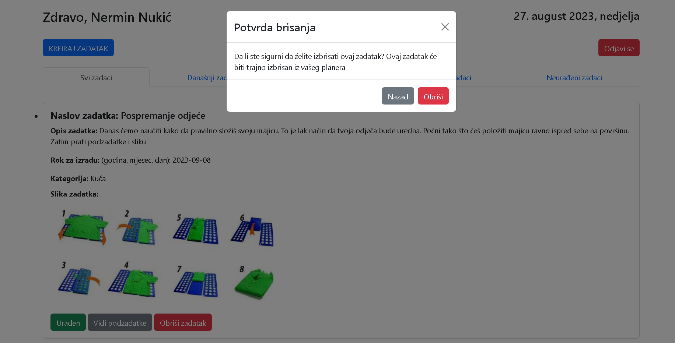 Zdravo, Nermin Nukić
27. august 2023, nedjelja
Potvrda brisanja
Da li ste sigurni da želite izbrisati ovaj zadatak? Ovaj zadatak će
biti trajno izbrisan iz vašeg planera
Nazad
Obriši
KREIRAJ ZADATAK
Odjavi se
Svi zadaci
Današnji
zadaci
Neurađeni zadaci
Naslov zadatka: Pospremanje odjeće
Opis zadatka: Danas ćemo naučiti kako da pravilno složiš svoju majicu. To je lak način da tvoja odjeća bude uredna. Počni tako što ćeš položiti majicu ravno ispred sebe na površinu.
Zatim prati podzadatke i sliku.
Rok za izradu: (godina, mjesec, dan): 2023-09-08
Kategorija: Kuća
Slika zadatka:
1 2 5 6
3 4 7 8
Urađen
Vidi podzadatke
Obriši zadatak